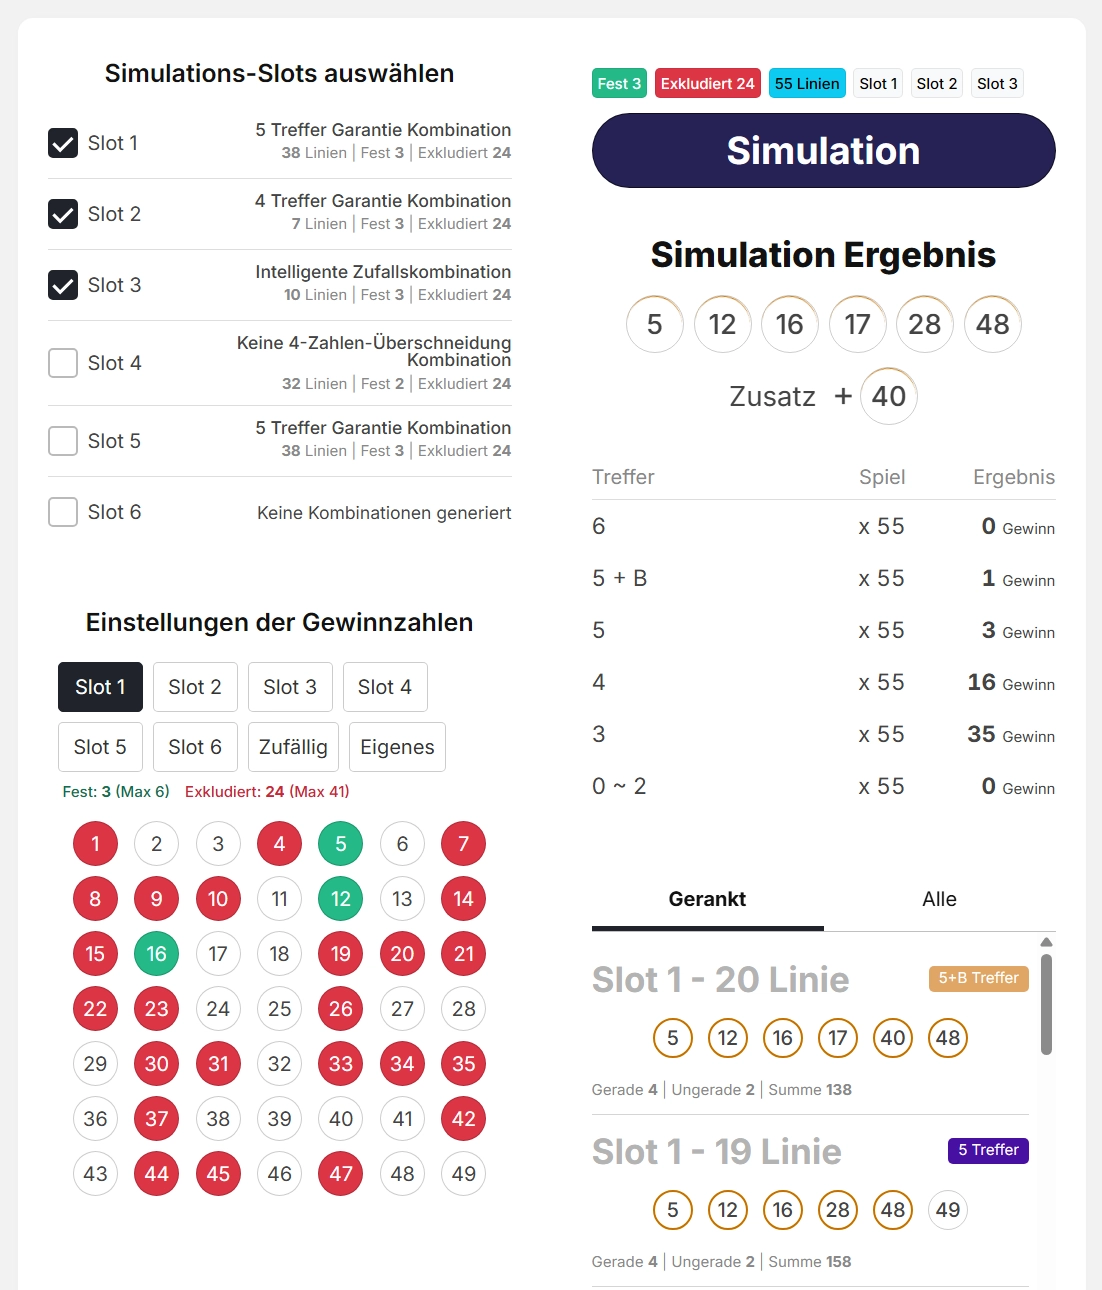 Simulations-Slots auswählen
Slot 1
5 Treffer Garantie Kombination
38 Linien | Fest 3 | Exkludiert 24
Slot 2
4 Treffer Garantie Kombination
7 Linien | Fest 3 | Exkludiert 24
Slot 3
Intelligente Zufallskombination
10 Linien | Fest 3 | Exkludiert 24
Slot 4
Keine 4-Zahlen-Überschneidung
Kombination
32 Linien | Fest 2 | Exkludiert 24
Slot 5
5 Treffer Garantie Kombination
38 Linien | Fest 3 | Exkludiert 24
Slot 6
Keine Kombinationen generiert
Einstellungen der Gewinnzahlen
Slot 1 Slot 2 Slot 3 Slot 4
Slot 5 Slot 6 Zufällig Eigenes
Fest: 3 (Max 6) Exkludiert: 24 (Max 41)
1 2 3 4 5 6 7
8 9 10 11 12 13 14
15 16 17 18 19 20 21
22 23 24 25 26 27 28
29 30 31 32 33 34 35
36 37 38 39 40 41 42
43 44 45 46 47 48 49
Fest 3 Exkludiert 24 55 Linien Slot 1 Slot 2 Slot 3
Simulation
Simulation Ergebnis
5 12 16 17 28 48
Zusatz + 40
Treffer Spiel Ergebnis
6 x 55 0 Gewinn
5 + B x 55 1 Gewinn
5 x 55 3 Gewinn
4 x 55 16 Gewinn
3 x 55 35 Gewinn
0 ~ 2 x 55 0 Gewinn
Gerankt Alle
Slot 1 - 20 Linie 5+B Treffer
5 12 16 17 40 48
Gerade 4 | Ungerade 2 | Summe 138
Slot 1 - 19 Linie 5 Treffer
5 12 16 28 48 49
Gerade 4 | Ungerade 2 | Summe 158